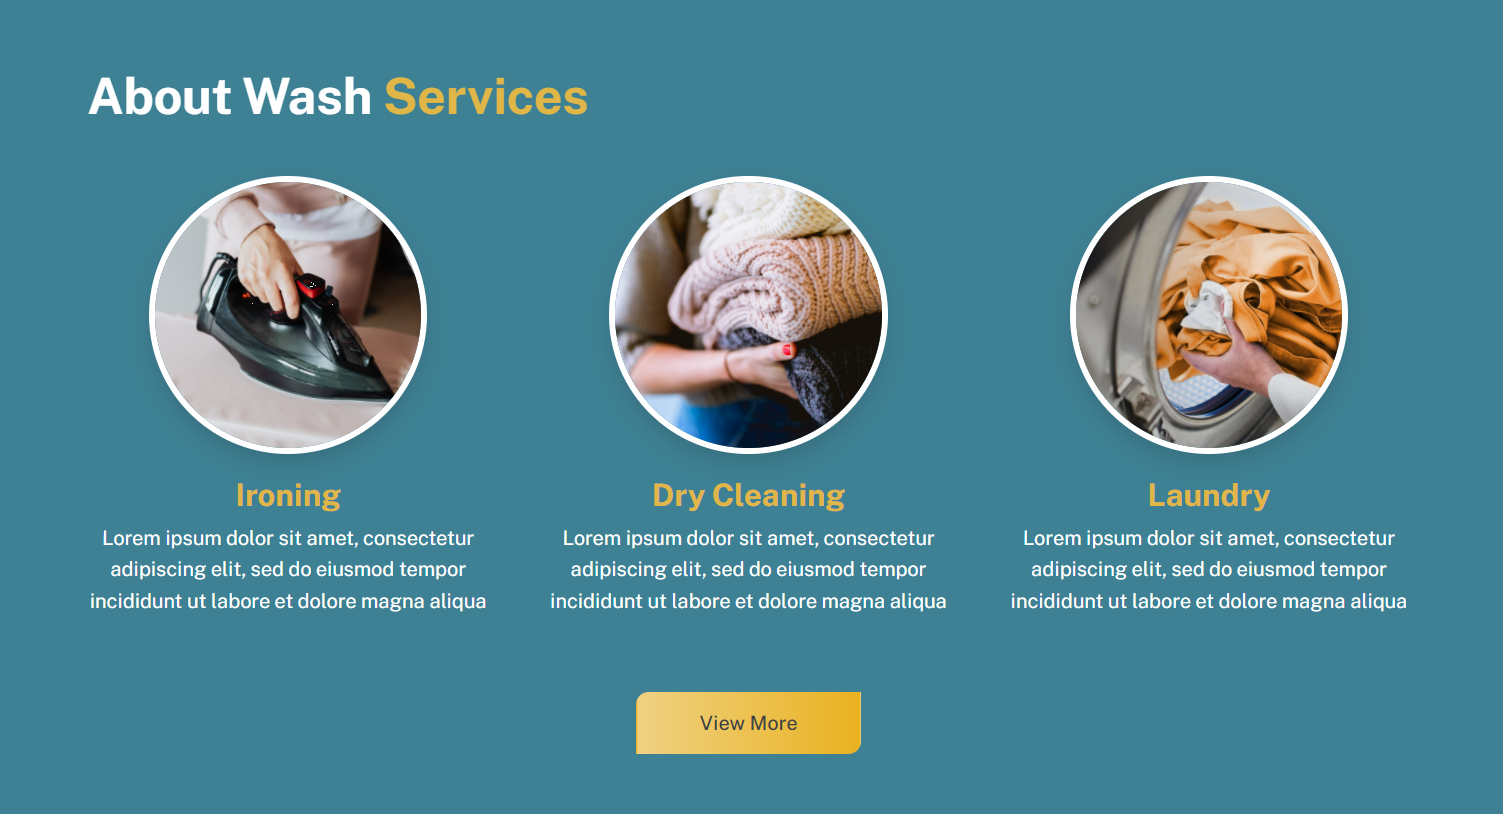 About Wash Services
Ironing
Lorem ipsum dolor sit amet, consectetur
adipiscing elit, sed do eiusmod tempor
incididunt ut labore et dolore magna aliqua
Dry Cleaning
Lorem ipsum dolor sit amet, consectetur
adipiscing elit, sed do eiusmod tempor
incididunt ut labore et dolore magna aliqua
Laundry
Lorem ipsum dolor sit amet, consectetur
adipiscing elit, sed do eiusmod tempor
incididunt ut labore et dolore magna aliqua
View More